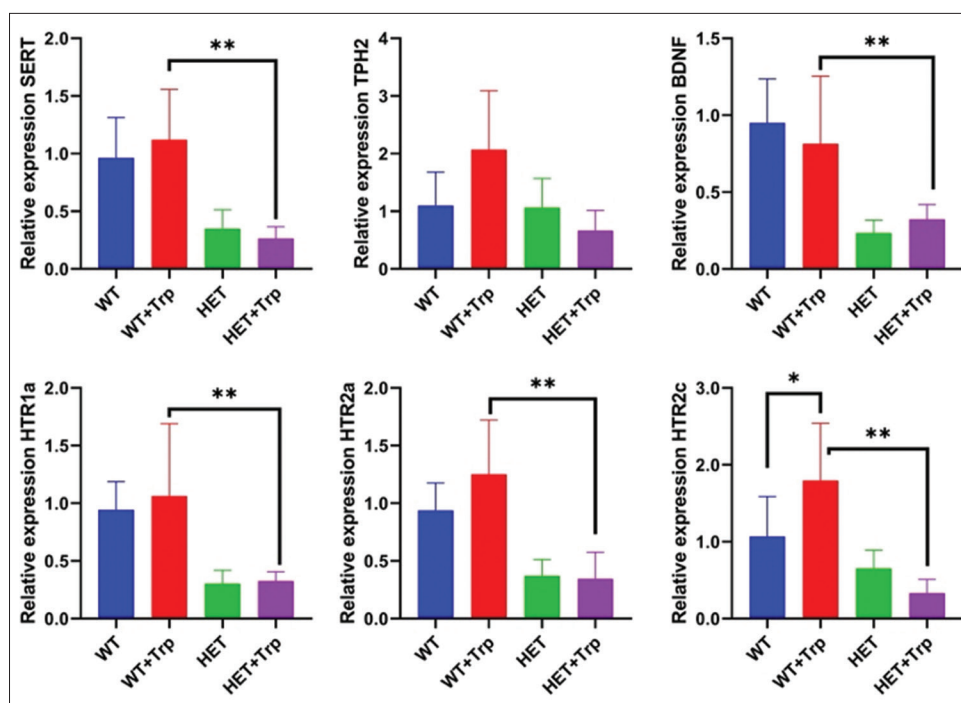 Relative expression SERT
2.0
1.5
1.0
0.5
0.0
**
WT
WT+Trp
HET
HET+Trp
Relative expression TPH2
4
3
2
1
0
WT
WT+Trp
HET
HET+Trp
Relative expression BDNF
1.5
1.0
0.5
0.0
**
WT
WT+Trp
HET
HET+Trp
Relative expression HTR1a
2.0
1.5
1.0
0.5
0.0
**
WT
WT+Trp
HET
HET+Trp
Relative expression HTR2a
2.0
1.5
1.0
0.5
0.0
**
WT
WT+Trp
HET
HET+Trp
Relative expression HTR2c
3.0
2.0
1.0
0.0
*
**
WT
WT+Trp
HET
HET+Trp